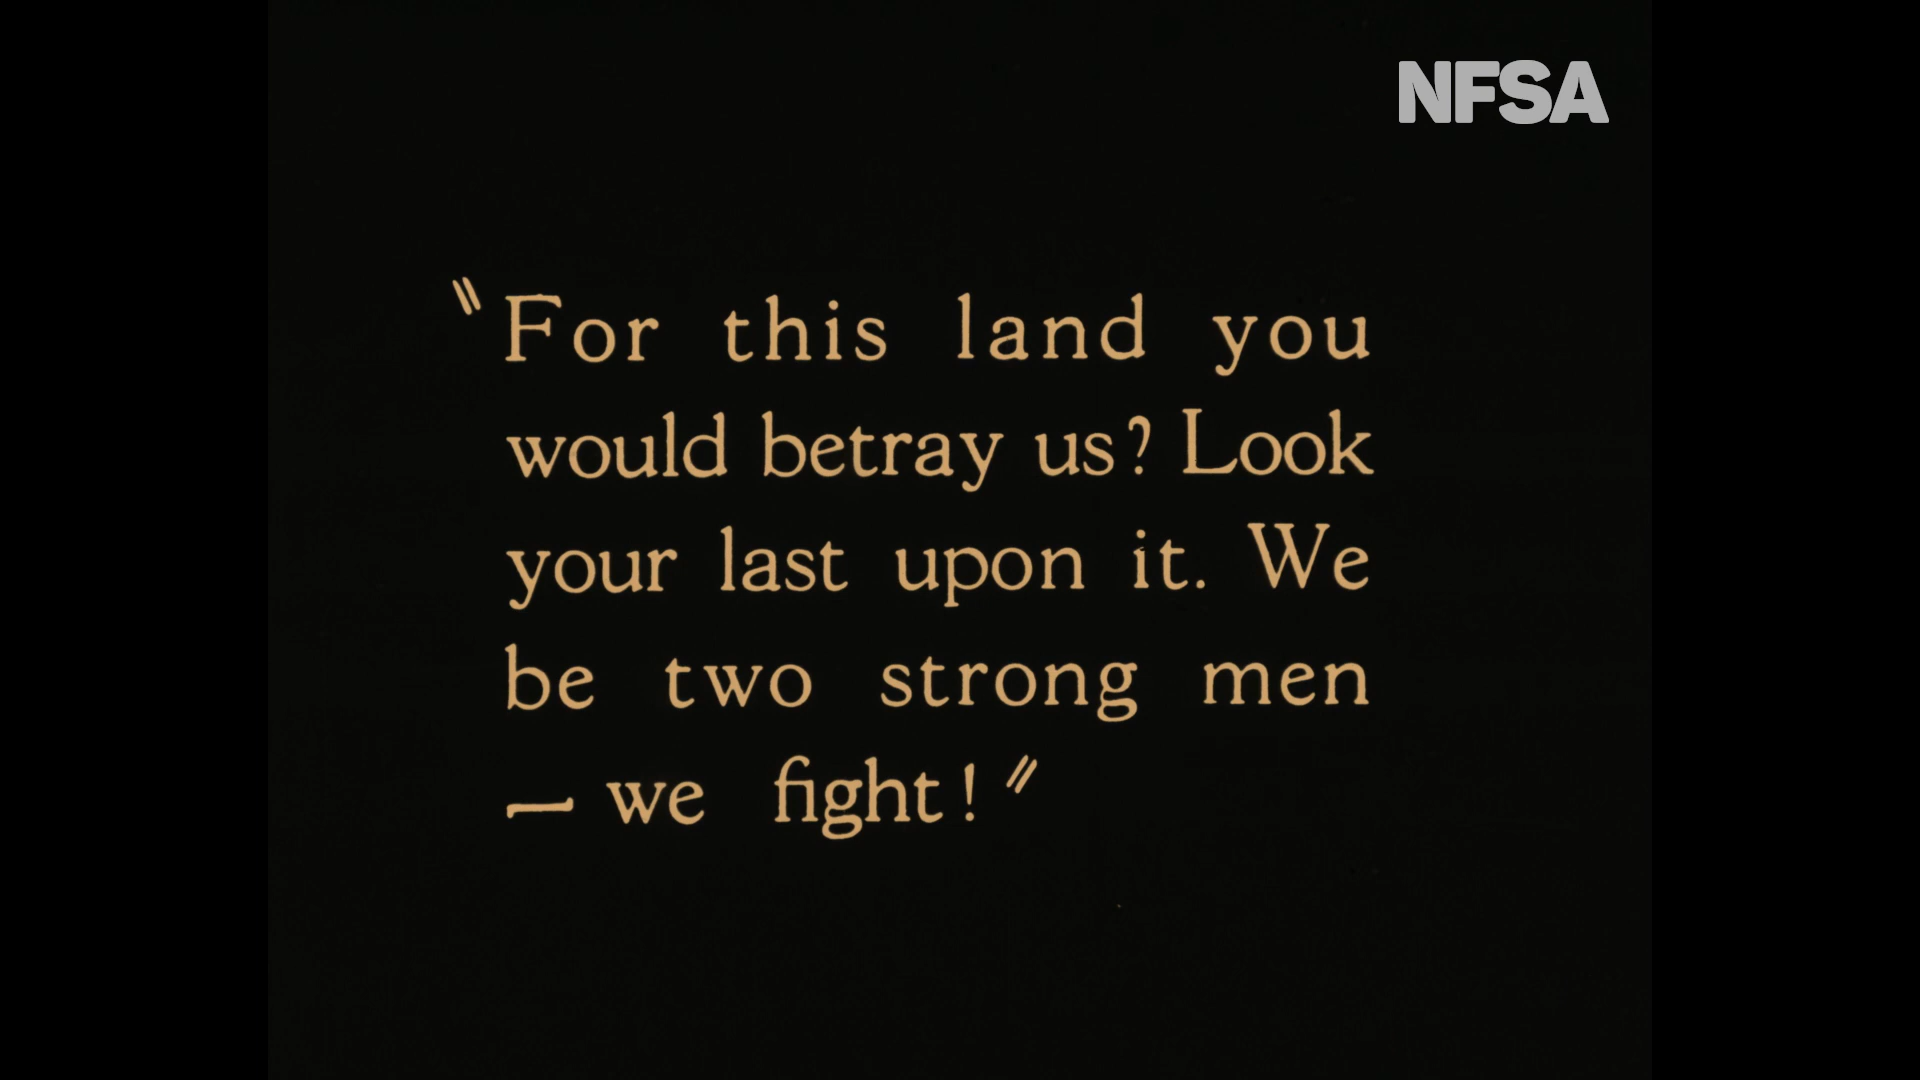 NFSA
"For this land you
would betray us? Look
your last upon it. We
be two strong men
— we fight!"